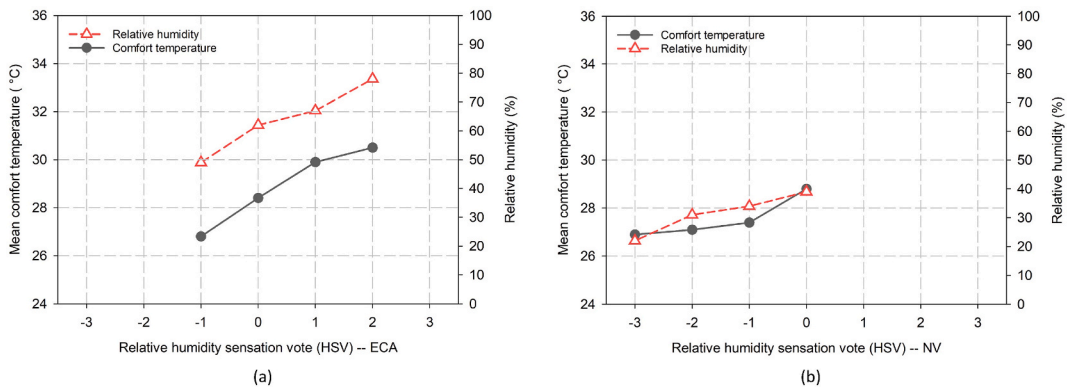 36
34
32
30
28
26
24
Mean comfort temperature ( °C)
Relative humidity
Comfort temperature
100
90
80
70
60
50
40
30
20
10
0
Relative humidity (%)
-3 -2 -1 0 1 2 3
Relative humidity sensation vote (HSV) -- ECA
(a)
36
34
32
30
28
26
24
Mean comfort temperature ( °C)
Comfort temperature
Relative humidity
100
90
80
70
60
50
40
30
20
10
0
Relative humidity (%)
-3 -2 -1 0 1 2 3
Relative humidity sensation vote (HSV) -- NV
(b)